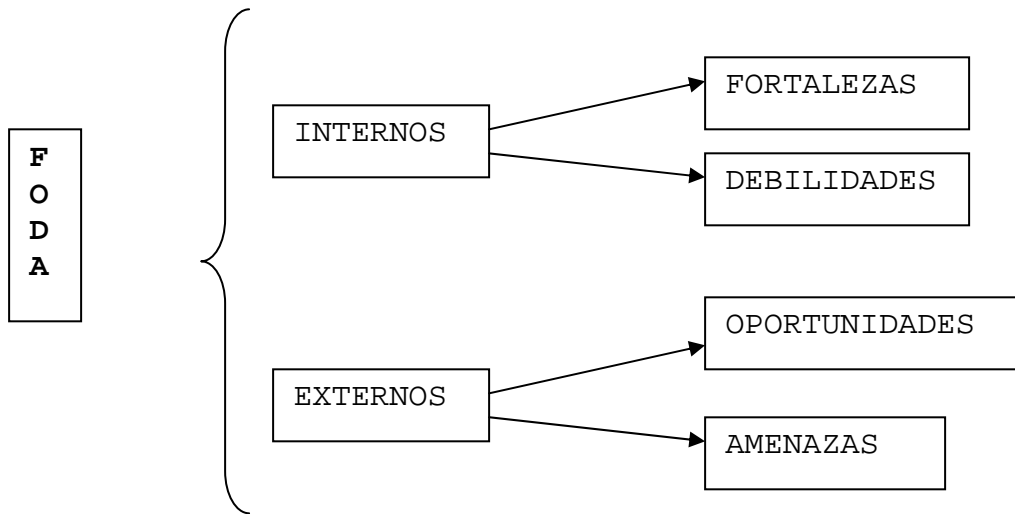 F
O
D
A
INTERNOS
FORTALEZAS
DEBILIDADES
EXTERNOS
OPORTUNIDADES
AMENAZAS